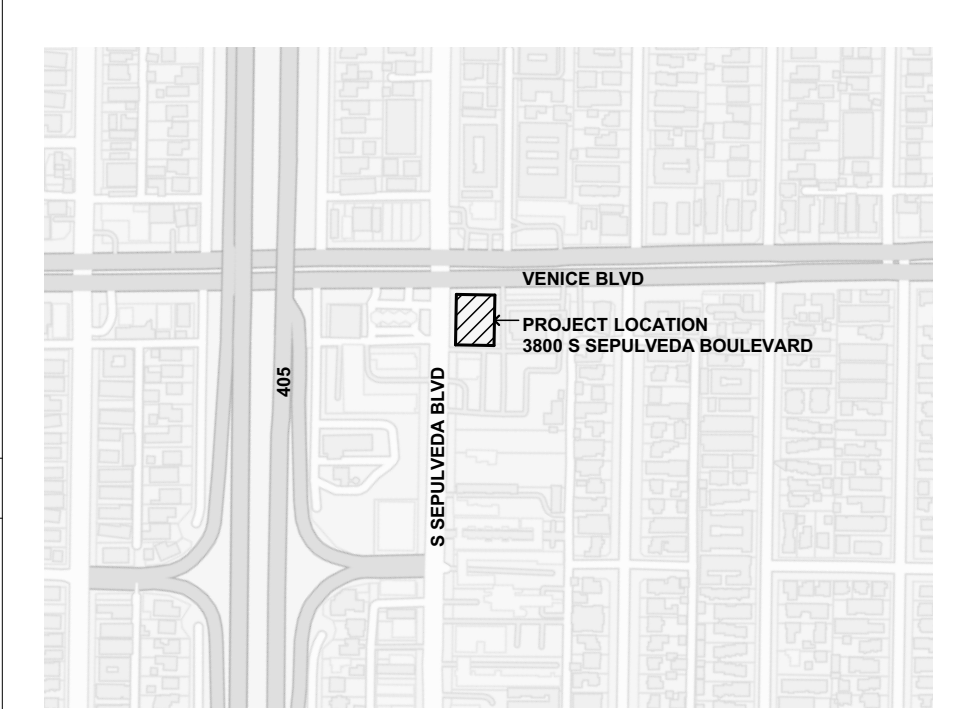 VENICE BLVD
PROJECT LOCATION
3800 S SEPULVEDA BOULEVARD
405
S SEPULVEDA BLVD